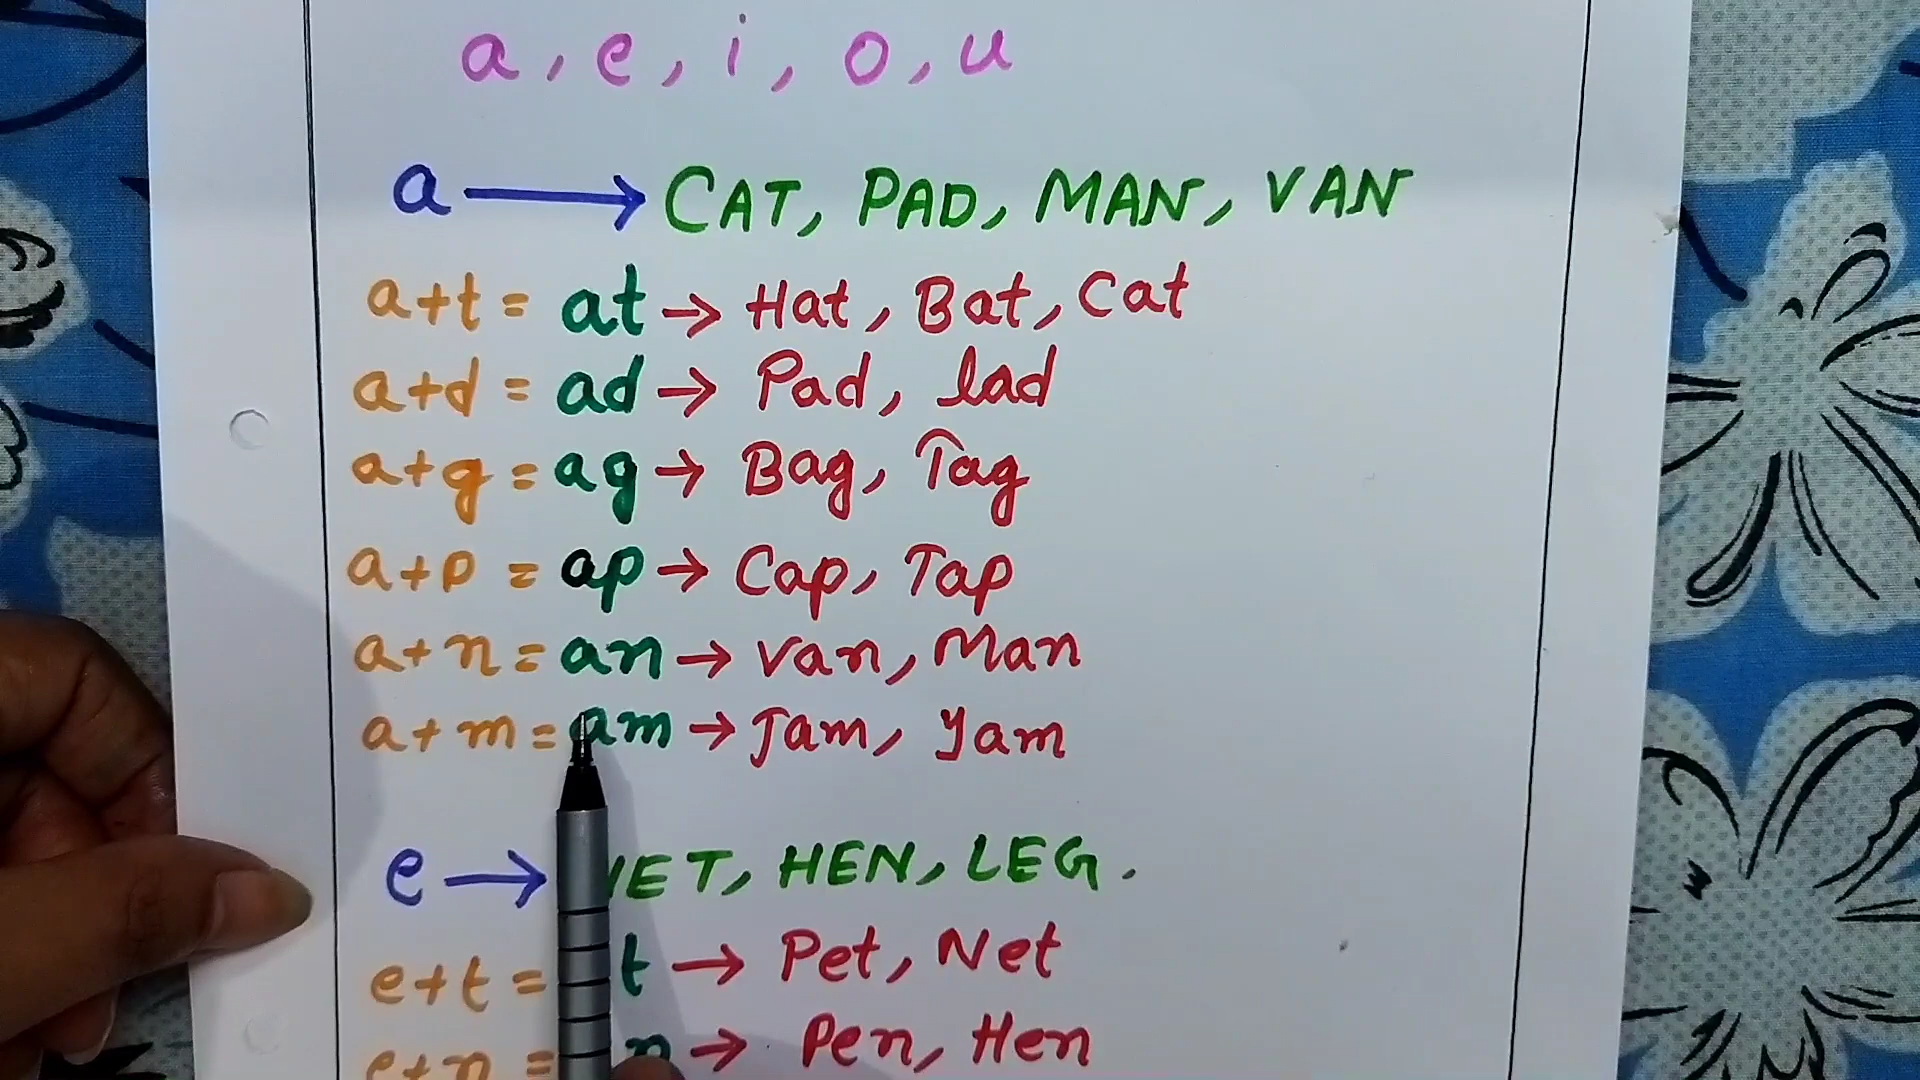 a, e, i, o, u
a → CAT, PAD, MAN, VAN
a+t = at → Hat, Bat, Cat
a+d = ad → Pad, lad
a+g = ag → Bag, Tag
a+p = ap → Cap, Tap
a+n = an → Van, Man
a+m = am → Jam, Yam
e → ET, HEN, LEG.
e+t = t → Pet, Net
e+n = n → Pen, Hen